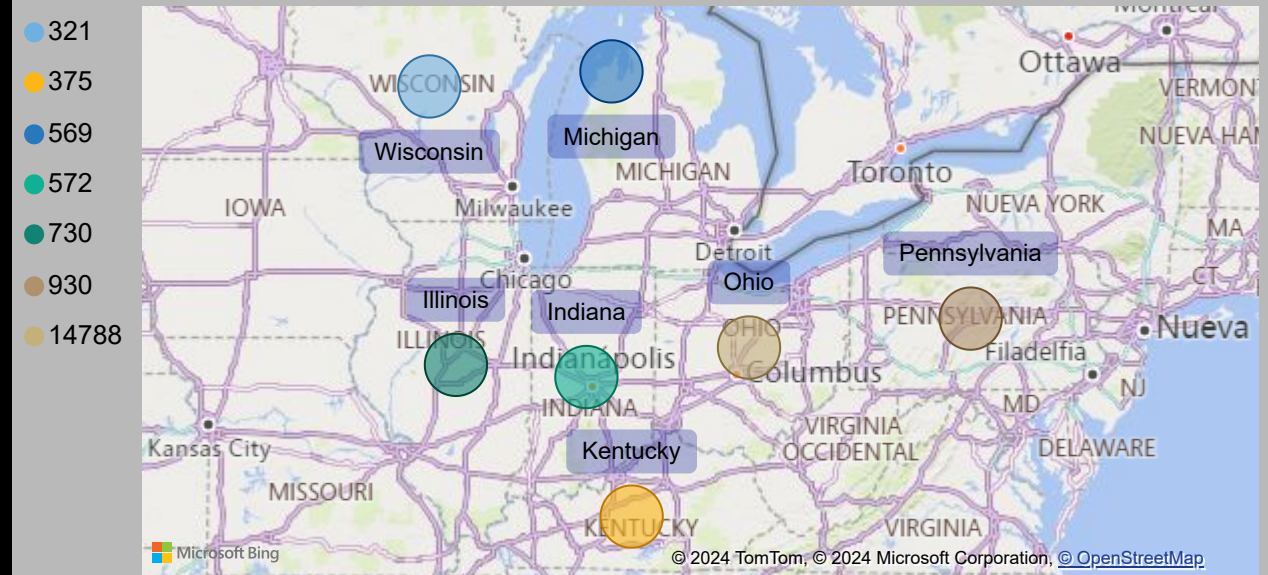 321
375
569
572
730
930
14788
Montreal
Ottawa
WISCONSIN
VERMON
Wisconsin
Michigan
NUEVA HAM
MICHIGAN
Toronto
IOWA
Milwaukee
NUEVA YORK
MA
Detroit
Pennsylvania
Chicago
CT
Ohio
Illinois
Indiana
ILLINOIS
OHIO
PENNSYLVANIA
Nueva
Indianápolis
Filadelfia
Columbus
NJ
INDIANA
MD
VIRGINIA
OCCIDENTAL
Kansas City
Kentucky
DELAWARE
MISSOURI
KENTUCKY
VIRGINIA
Microsoft Bing
© 2024 TomTom, © 2024 Microsoft Corporation, © OpenStreetMap